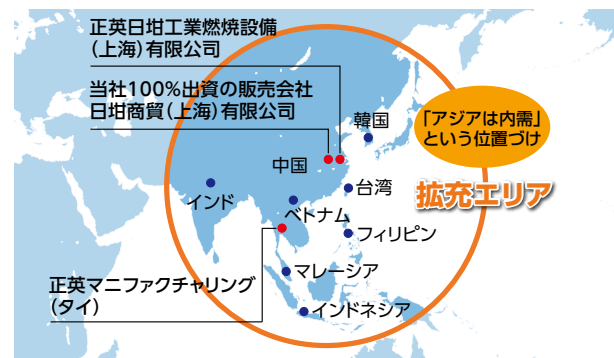 正英日坩工業燃焼設備
（上海）有限公司
当社100％出資の販売会社
日坩商貿（上海）有限公司
「アジアは内需」
という位置づけ
韓国
中国
台湾
インド
ベトナム
拡充エリア
フィリピン
正英マニファクチャリング
（タイ）
マレーシア
インドネシア